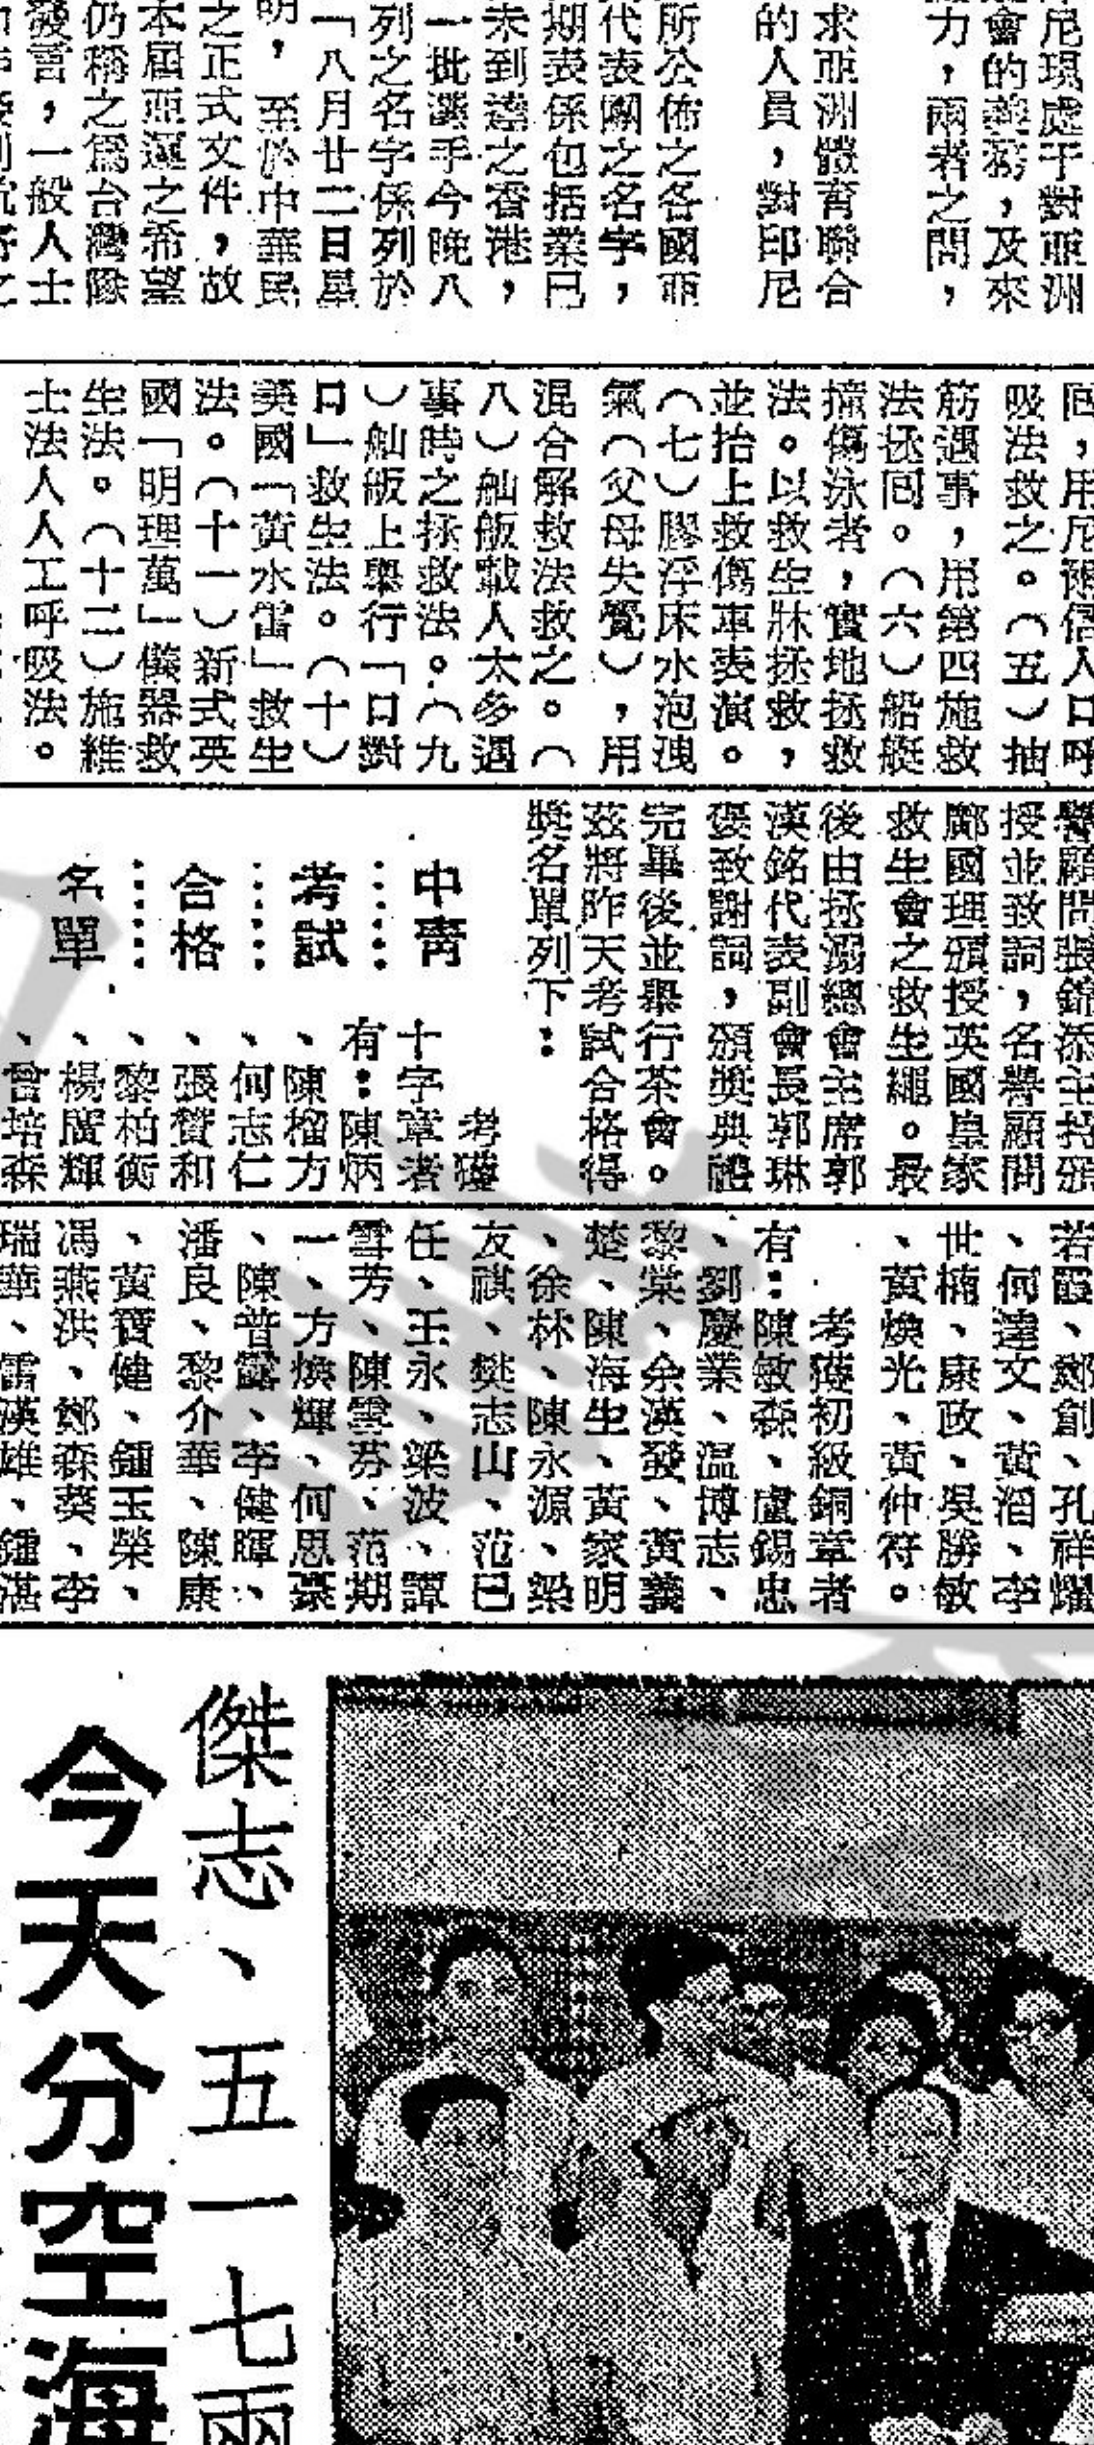 尼現處于對亞洲
會的義務，及來
力，兩者之間，
求亞洲體育聯合
的人員，對印尼
所公佈之各國亞
代表團之名字，
期表係包括業已
未到達之香港，
一批選手今晚八
列之名字係列於
「八月廿二日星
明，至於中華民
之正式文件，故
本屆亞運之希望
仍稱之為台灣隊
發言，一般人士
回，用尼爾信入口呼
吸法救之。（五）抽
筋遇事，用第四施救
法拯回。（六）船艇
撞傷泳者，實地拯救
法。以救生牀拯救，
並抬上救傷車表演。
（七）膠浮床水泡洩
氣（父母失覺），用
混合解救法救之。（
八）舢舨載人太多遇
事時之拯救法。（九
）舢舨上舉行「口對
口」救生法。（十）
美國「黃水雷」救生
法。（十一）新式英
國「明理萬」儀器救
生法。（十二）施維
士法人人工呼吸法。
譽顧問張錦添主持頒
授並致詞，名譽顧問
鄺國理頒授英國皇家
救生會之救生繩。最
後由拯溺總會主席郭
漢銘代表副會長郭琳
褒致謝詞，頒獎典禮
完畢後並舉行茶會。
茲將昨天考試合格得
獎名單列下：
中青
考試
合格
名單
考獲
十字章者
有：陳炳
、陳榴方
、何志仁
、張贊和
、黎柏衡
、楊廣輝
、曾培森
若霞、鄭創、孔祥耀
、何達文、黃滔、李
世楠、康政、吳勝敏
、黃煥光、黃仲符。
考獲初級銅章者
有：陳敏森、盧錫忠
、劉慶業、温博志、
黎棠、余漢發、黃義
楚、陳海生、黃家明
、徐林、陳永源、梁
友祺、樊志山、范巳
任、王永、梁波、譚
雪芳、陳雲芬、范期
一、方煥輝、何思豪
、陳普露、李健暉、
潘良、黎介華、陳康
、黃寶健、鍾玉榮、
馮燕洪、鄭森葵、李
瑞華、雷漢雄、鍾湛
傑志、五一七兩
今天分空海